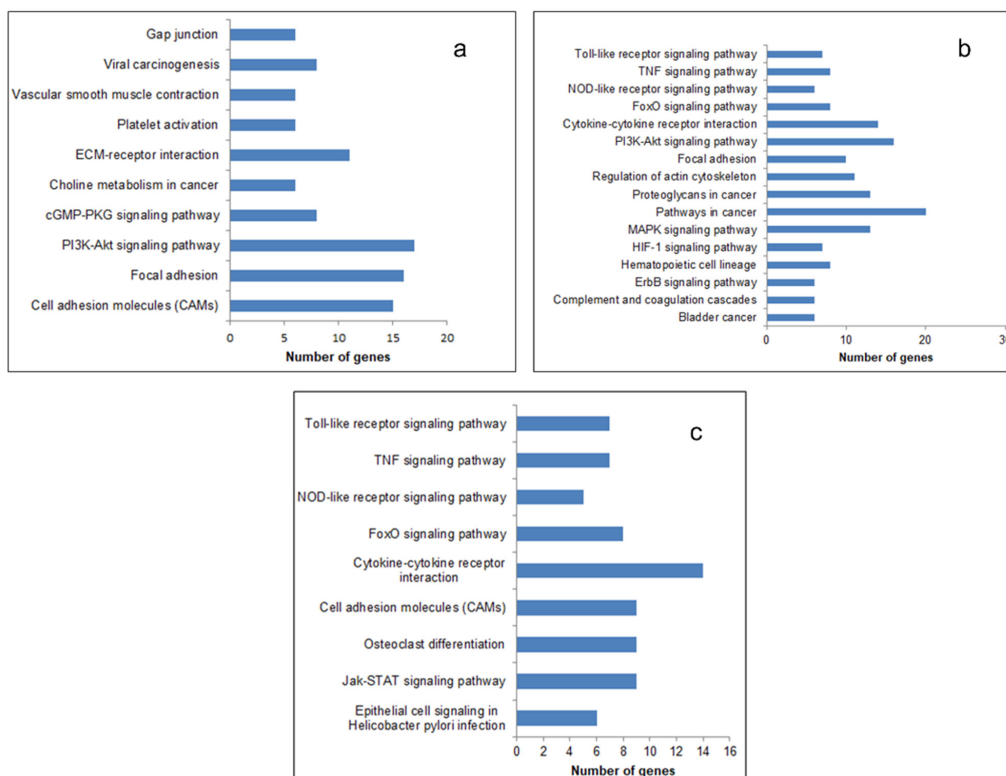 a
Gap junction
Viral carcinogenesis
Vascular smooth muscle contraction
Platelet activation
ECM-receptor interaction
Choline metabolism in cancer
cGMP-PKG signaling pathway
PI3K-Akt signaling pathway
Focal adhesion
Cell adhesion molecules (CAMs)
0 5 10 15 20
Number of genes
b
Toll-like receptor signaling pathway
TNF signaling pathway
NOD-like receptor signaling pathway
FoxO signaling pathway
Cytokine-cytokine receptor interaction
PI3K-Akt signaling pathway
Focal adhesion
Regulation of actin cytoskeleton
Proteoglycans in cancer
Pathways in cancer
MAPK signaling pathway
HIF-1 signaling pathway
Hematopoietic cell lineage
ErbB signaling pathway
Complement and coagulation cascades
Bladder cancer
0 10 20 30
Number of genes
c
Toll-like receptor signaling pathway
TNF signaling pathway
NOD-like receptor signaling pathway
FoxO signaling pathway
Cytokine-cytokine receptor
interaction
Cell adhesion molecules (CAMs)
Osteoclast differentiation
Jak-STAT signaling pathway
Epithelial cell signaling in
Helicobacter pylori infection
0 2 4 6 8 10 12 14 16
Number of genes